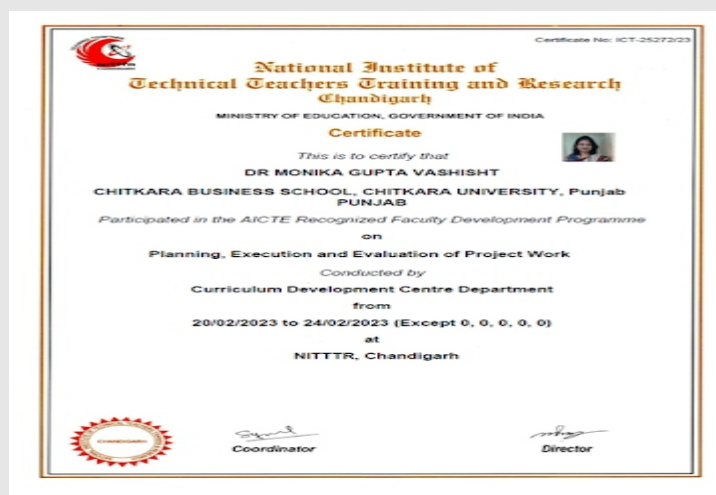 Certificate No: ICT-25272/23
National Institute of
Technical Teachers Training and Research
Chandigarh
MINISTRY OF EDUCATION, GOVERNMENT OF INDIA
Certificate
This is to certify that
DR MONIKA GUPTA VASHISHT
CHITKARA BUSINESS SCHOOL, CHITKARA UNIVERSITY, Punjab
PUNJAB
Participated in the AICTE Recognized Faculty Development Programme
on
Planning, Execution and Evaluation of Project Work
Conducted by
Curriculum Development Centre Department
from
20/02/2023 to 24/02/2023 (Except 0, 0, 0, 0, 0)
at
NITTTR, Chandigarh
CHANDIGARH
Coordinator
Director